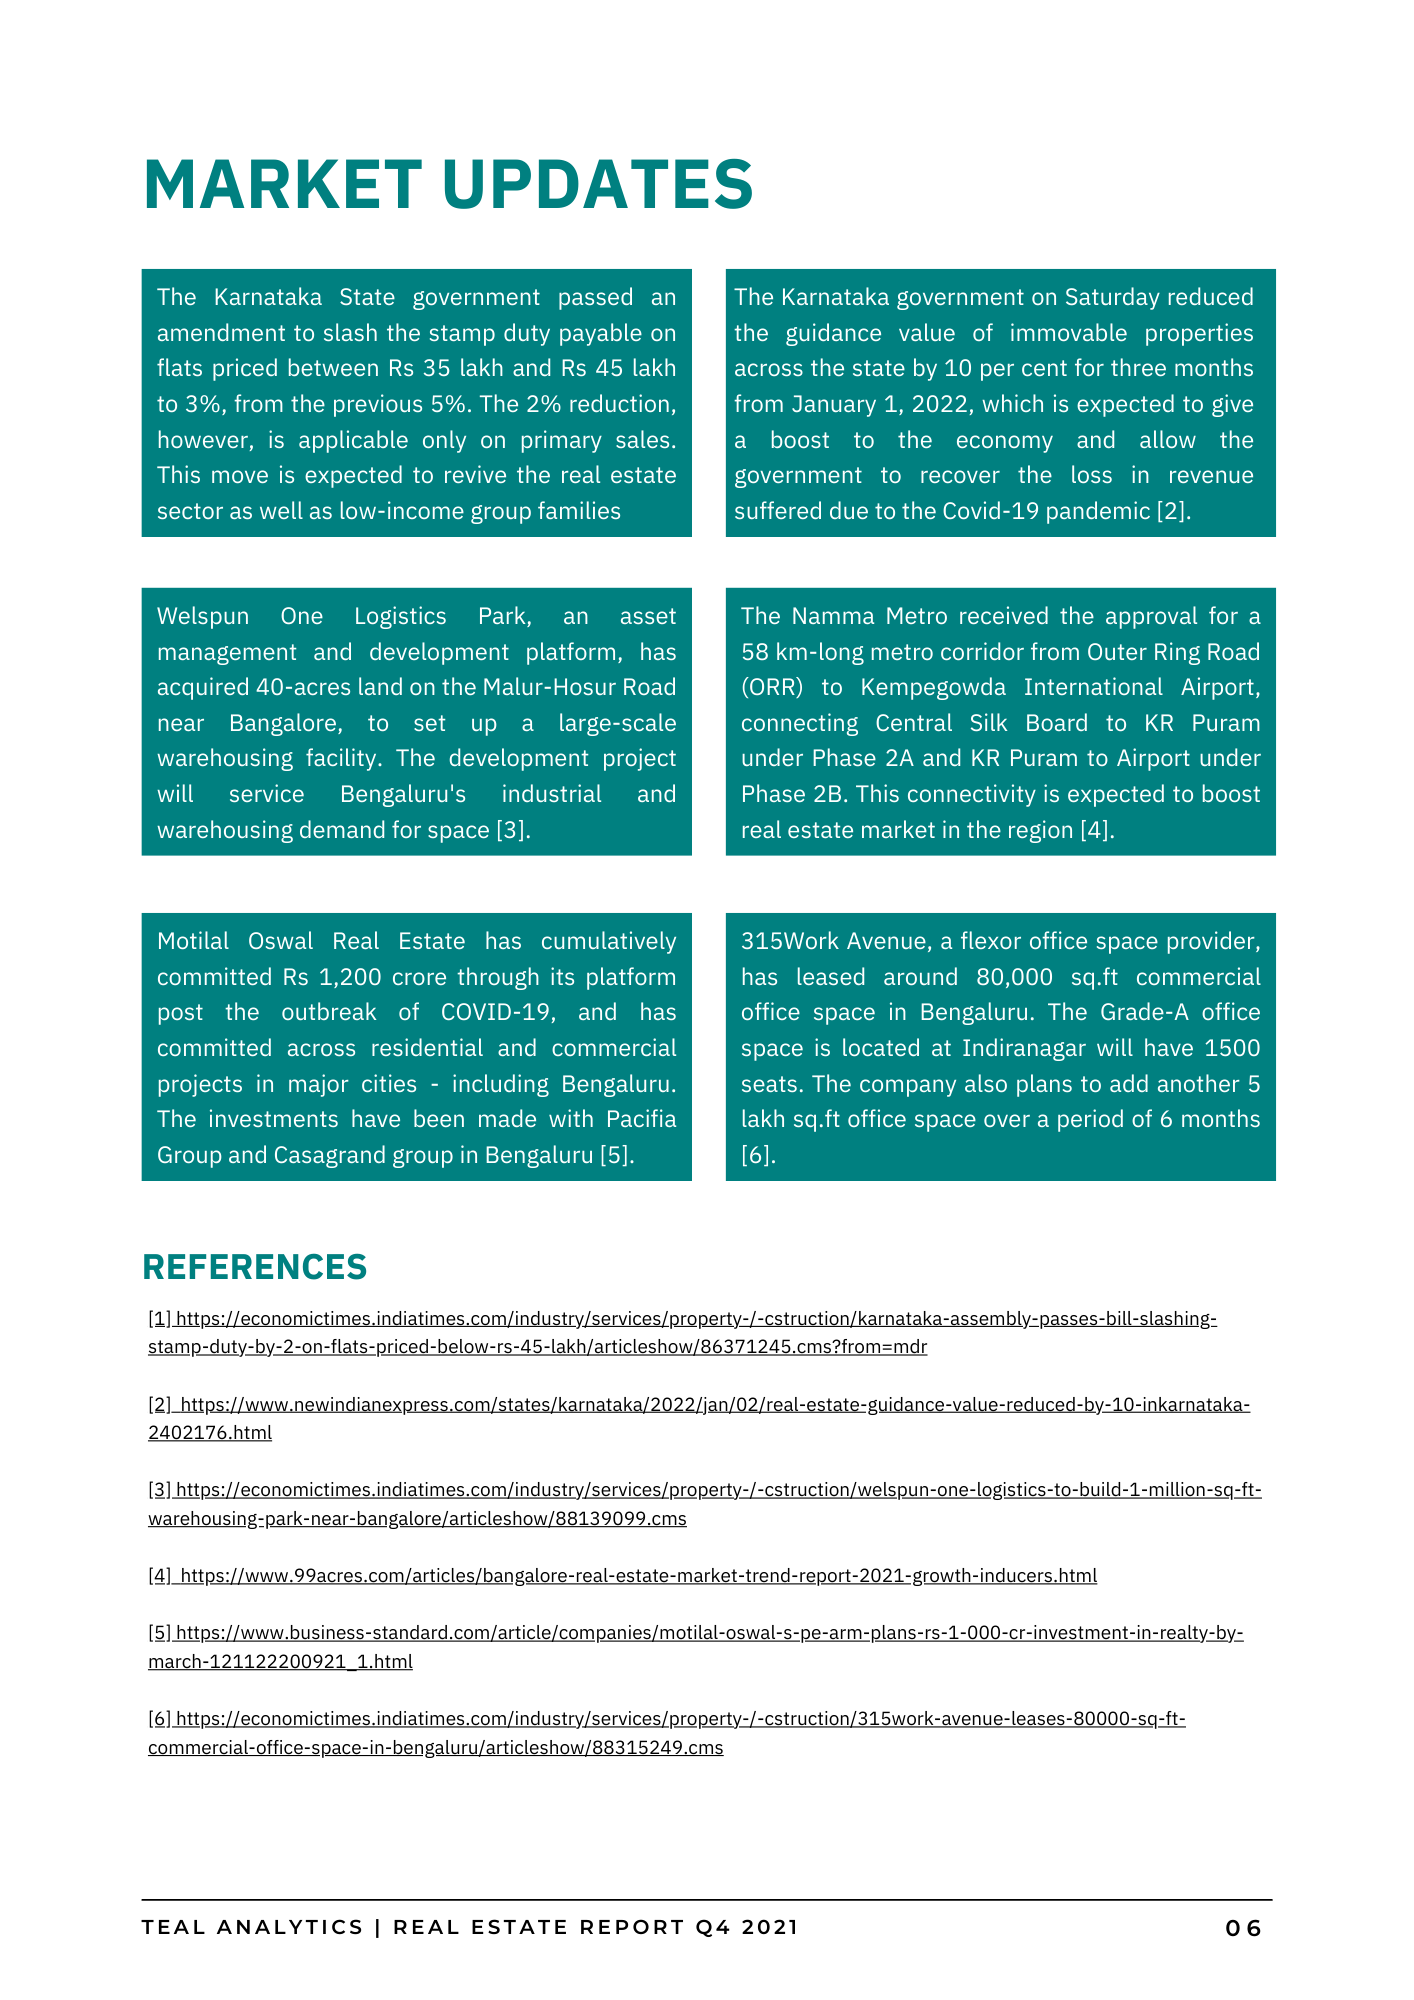 MARKET UPDATES
The Karnataka State government passed an
amendment to slash the stamp duty payable on
flats priced between Rs 35 lakh and Rs 45 lakh
to 3%, from the previous 5%. The 2% reduction,
however, is applicable only on primary sales.
This move is expected to revive the real estate
sector as well as low-income group families
The Karnataka government on Saturday reduced
the guidance value of immovable properties
across the state by 10 per cent for three months
from January 1, 2022, which is expected to give
a boost to the economy and allow the
government to recover the loss in revenue
suffered due to the Covid-19 pandemic [2].
Welspun One Logistics Park, an asset
management and development platform, has
acquired 40-acres land on the Malur-Hosur Road
near Bangalore, to set up a large-scale
warehousing facility. The development project
will service Bengaluru's industrial and
warehousing demand for space [3].
The Namma Metro received the approval for a
58 km-long metro corridor from Outer Ring Road
(ORR) to Kempegowda International Airport,
connecting Central Silk Board to KR Puram
under Phase 2A and KR Puram to Airport under
Phase 2B. This connectivity is expected to boost
real estate market in the region [4].
Motilal Oswal Real Estate has cumulatively
committed Rs 1,200 crore through its platform
post the outbreak of COVID-19, and has
committed across residential and commercial
projects in major cities - including Bengaluru.
The investments have been made with Pacifia
Group and Casagrand group in Bengaluru [5].
315Work Avenue, a flexor office space provider,
has leased around 80,000 sq.ft commercial
office space in Bengaluru. The Grade-A office
space is located at Indiranagar will have 1500
seats. The company also plans to add another 5
lakh sq.ft office space over a period of 6 months
[6].
REFERENCES
[1] https://economictimes.indiatimes.com/industry/services/property-/-cstruction/karnataka-assembly-passes-bill-slashing-
stamp-duty-by-2-on-flats-priced-below-rs-45-lakh/articleshow/86371245.cms?from=mdr
[2] https://www.newindianexpress.com/states/karnataka/2022/jan/02/real-estate-guidance-value-reduced-by-10-inkarnataka-
2402176.html
[3] https://economictimes.indiatimes.com/industry/services/property-/-cstruction/welspun-one-logistics-to-build-1-million-sq-ft-
warehousing-park-near-bangalore/articleshow/88139099.cms
[4] https://www.99acres.com/articles/bangalore-real-estate-market-trend-report-2021-growth-inducers.html
[5] https://www.business-standard.com/article/companies/motilal-oswal-s-pe-arm-plans-rs-1-000-cr-investment-in-realty-by-
march-121122200921_1.html
[6] https://economictimes.indiatimes.com/industry/services/property-/-cstruction/315work-avenue-leases-80000-sq-ft-
commercial-office-space-in-bengaluru/articleshow/88315249.cms
TEAL ANALYTICS | REAL ESTATE REPORT Q4 2021
06